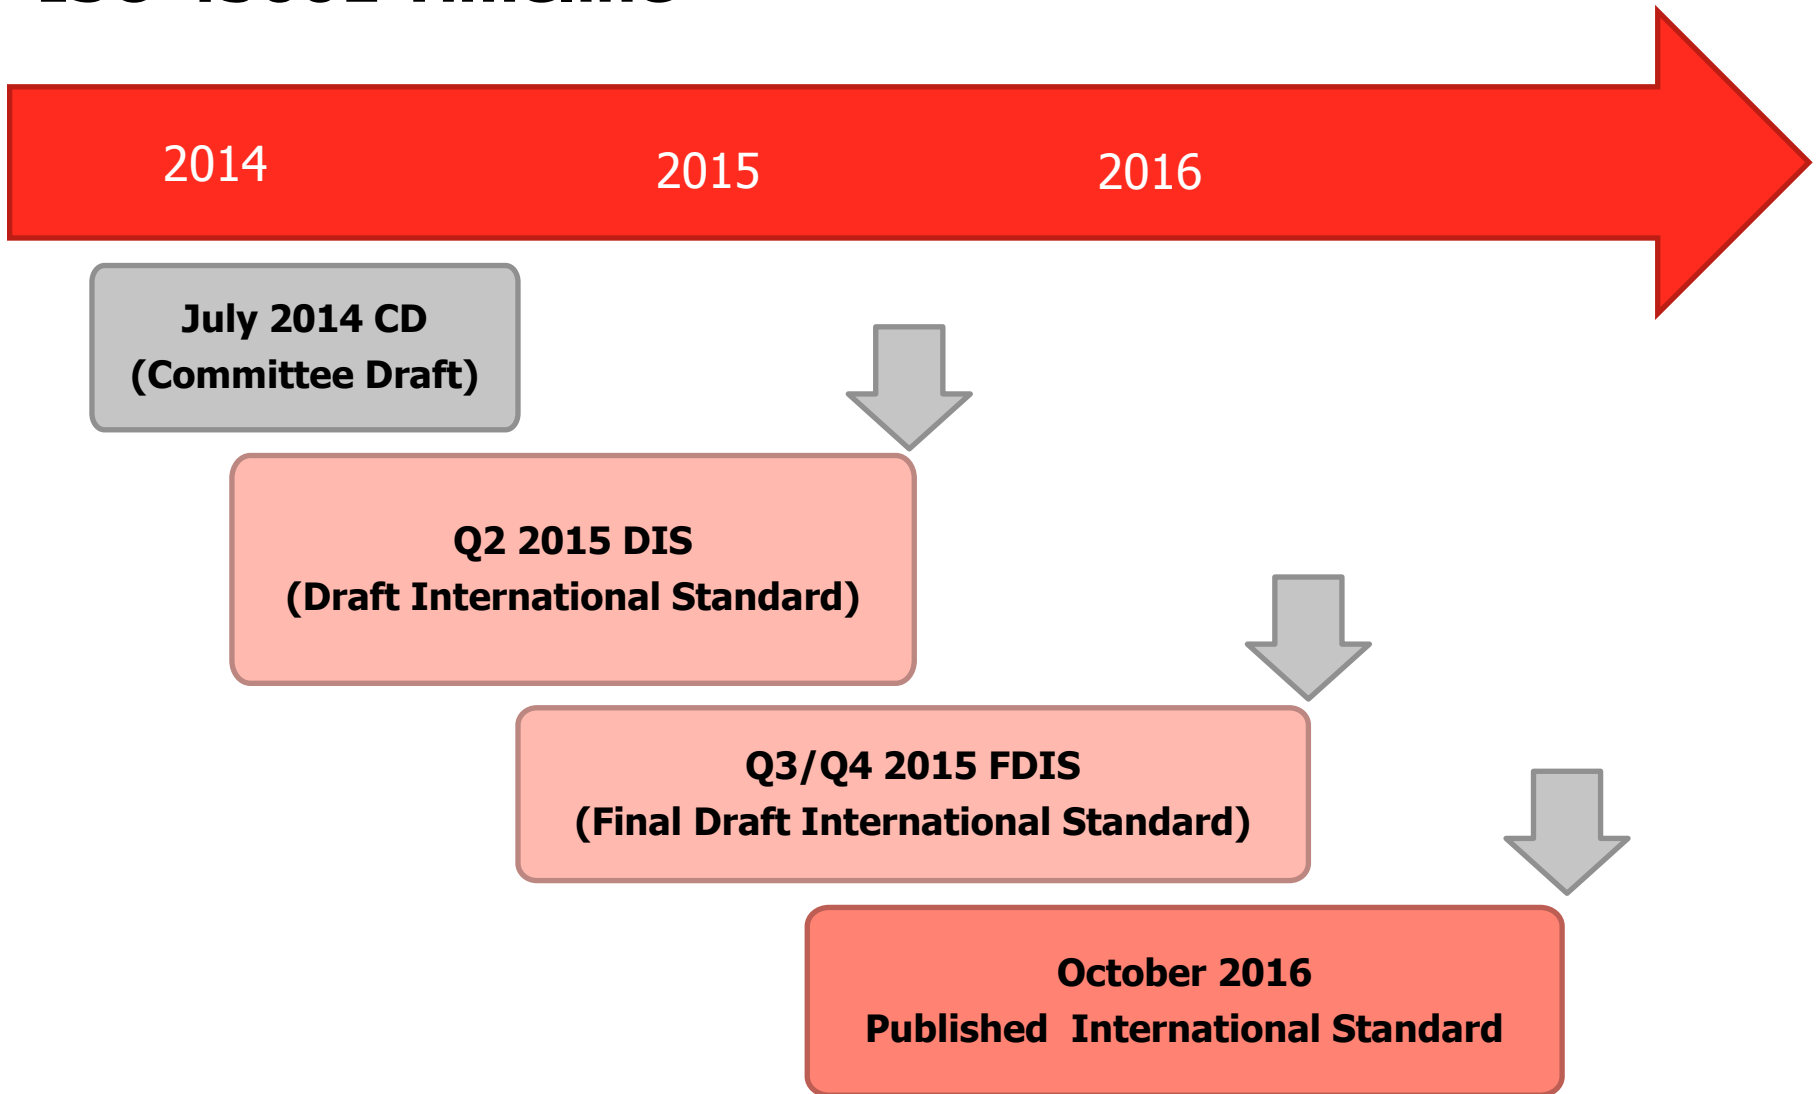 2014
2015
2016
July 2014 CD
(Committee Draft)
Q2 2015 DIS
(Draft International Standard)
Q3/Q4 2015 FDIS
(Final Draft International Standard)
October 2016
Published  International Standard